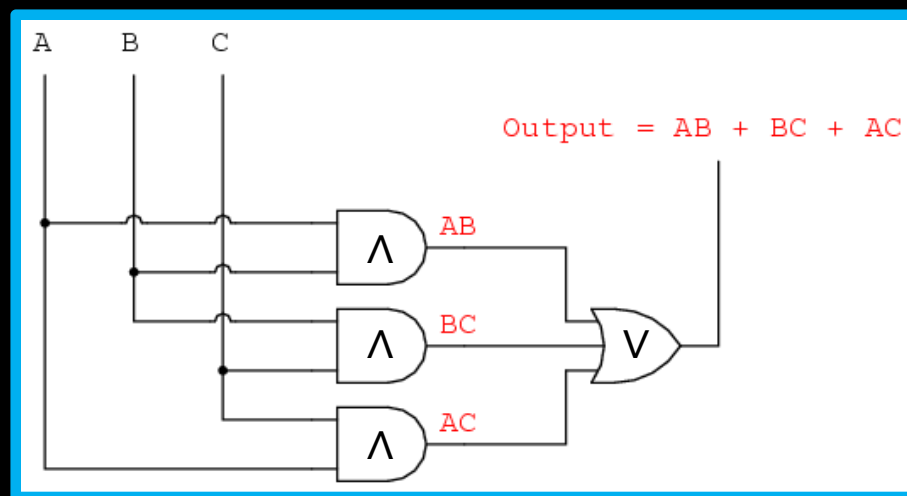 A B C
Output = AB + BC + AC
AB
Λ
BC
Λ
V
AC
Λ